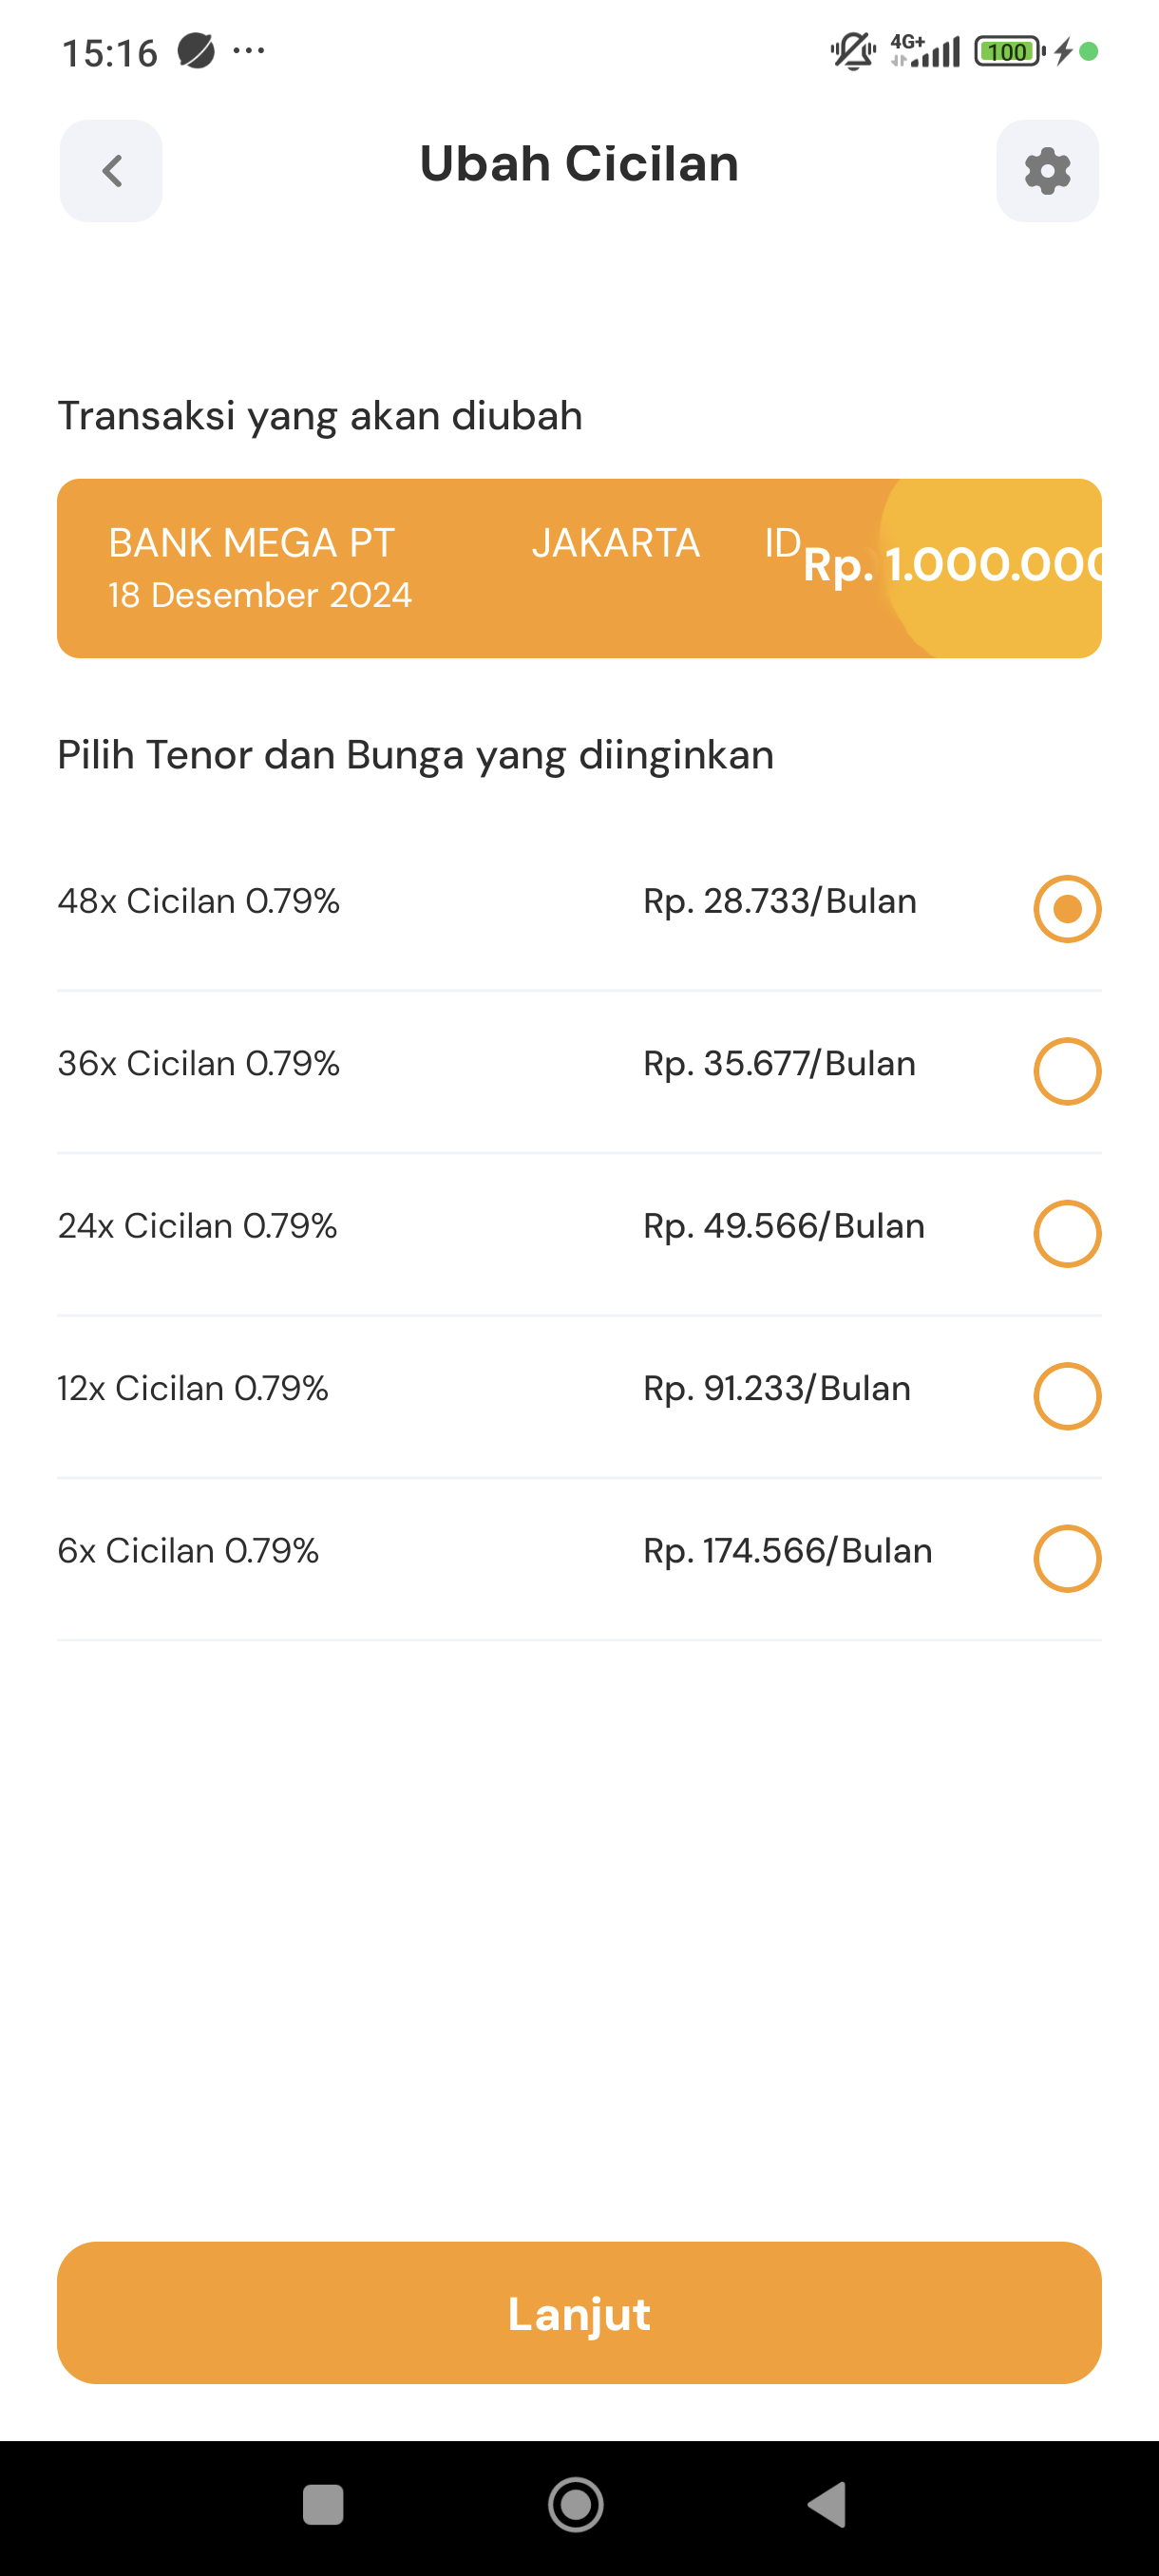 15:16
4G+
100
Ubah Cicilan
Transaksi yang akan diubah
BANK MEGA PT JAKARTA ID
Rp. 1.000.000
18 Desember 2024
Pilih Tenor dan Bunga yang diinginkan
48x Cicilan 0.79% Rp. 28.733/Bulan
36x Cicilan 0.79% Rp. 35.677/Bulan
24x Cicilan 0.79% Rp. 49.566/Bulan
12x Cicilan 0.79% Rp. 91.233/Bulan
6x Cicilan 0.79% Rp. 174.566/Bulan
Lanjut